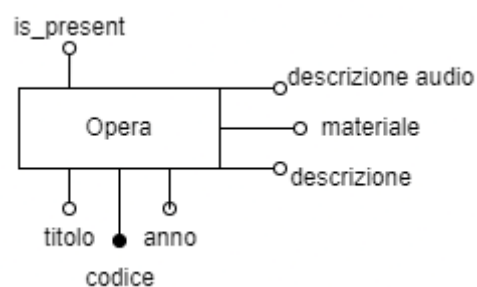 is_present
descrizione audio
Opera
materiale
descrizione
titolo
anno
codice